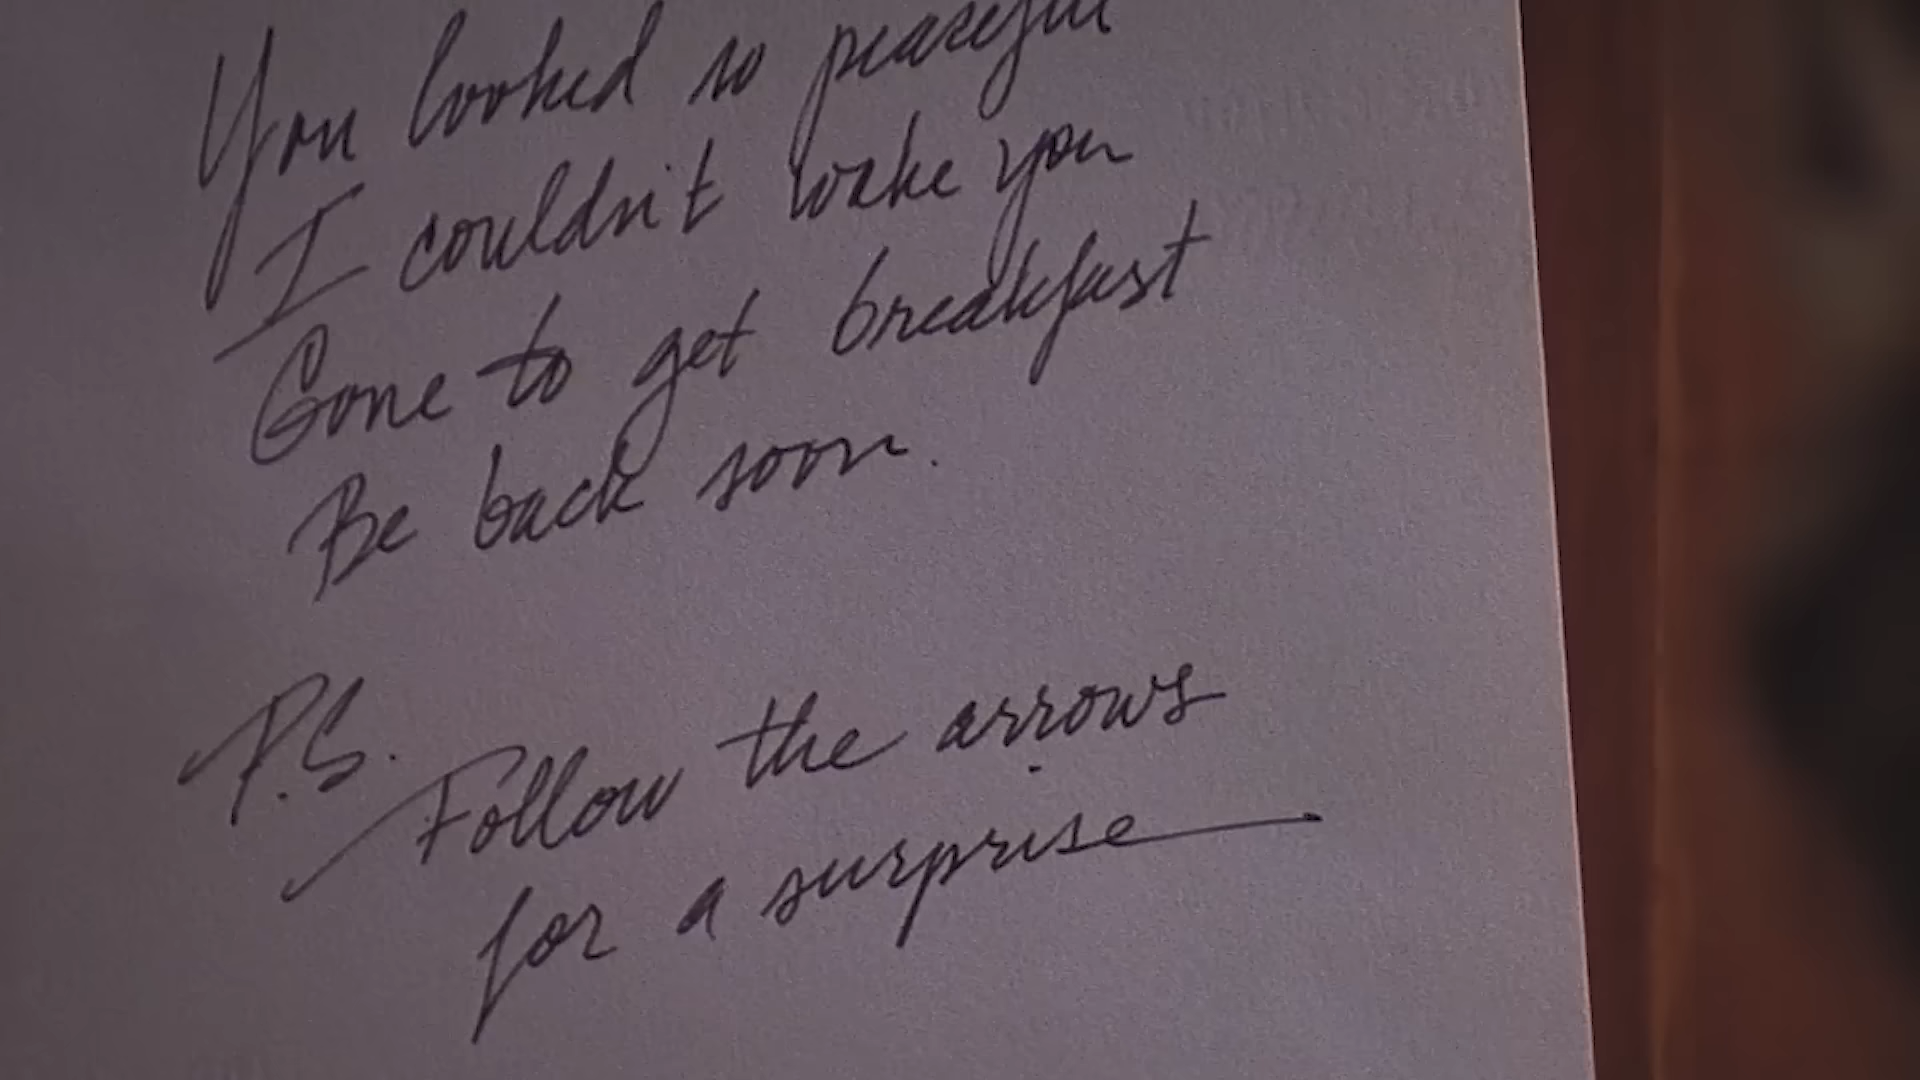 You looked so peaceful
I couldn't wake you
Gone to get breakfast
Be back soon.
P.S.
Follow the arrows
for a surprise